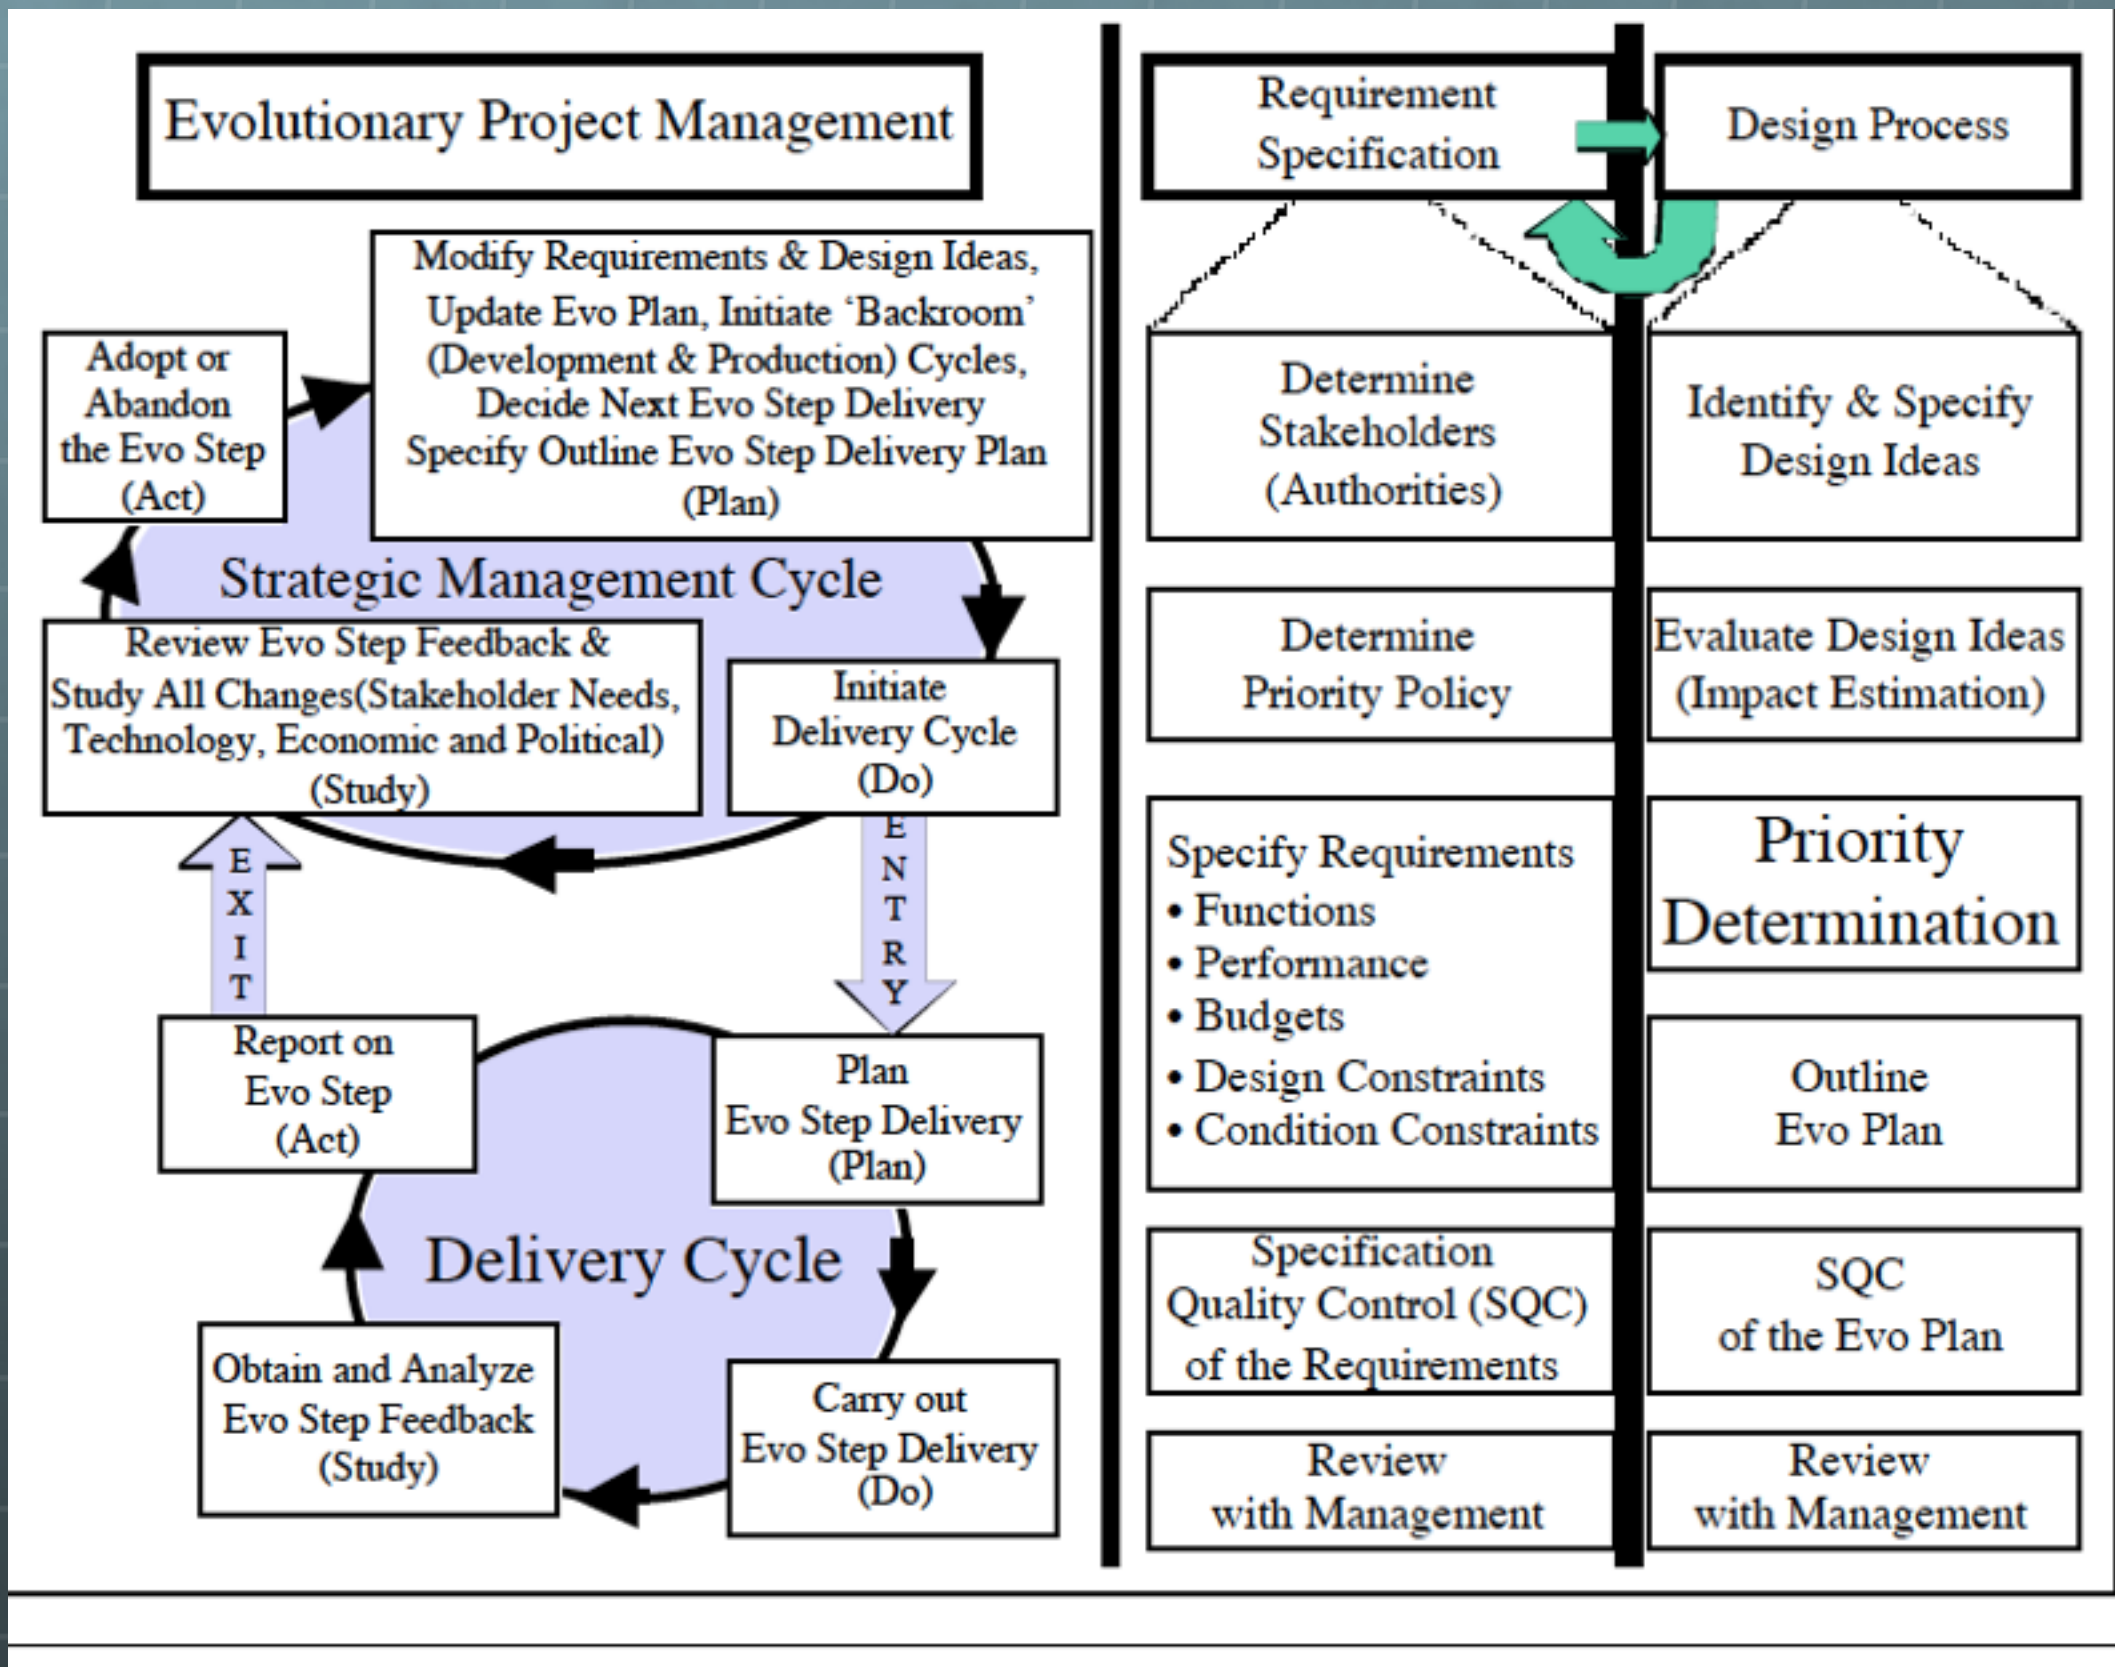 Evolutionary Project Management
Modify Requirements & Design Ideas,
Update Evo Plan, Initiate ‘Backroom’
(Development & Production) Cycles,
Decide Next Evo Step Delivery
Specify Outline Evo Step Delivery Plan
(Plan)
Adopt or
Abandon
the Evo Step
(Act)
Strategic Management Cycle
Review Evo Step Feedback &
Study All Changes(Stakeholder Needs,
Technology, Economic and Political)
(Study)
Initiate
Delivery Cycle
(Do)
EXIT
ENTRY
Report on
Evo Step
(Act)
Plan
Evo Step Delivery
(Plan)
Delivery Cycle
Obtain and Analyze
Evo Step Feedback
(Study)
Carry out
Evo Step Delivery
(Do)
Requirement
Specification
Determine
Stakeholders
(Authorities)
Determine
Priority Policy
Specify Requirements
• Functions
• Performance
• Budgets
• Design Constraints
• Condition Constraints
Specification
Quality Control (SQC)
of the Requirements
Review
with Management
Design Process
Identify & Specify
Design Ideas
Evaluate Design Ideas
(Impact Estimation)
Priority
Determination
Outline
Evo Plan
SQC
of the Evo Plan
Review
with Management